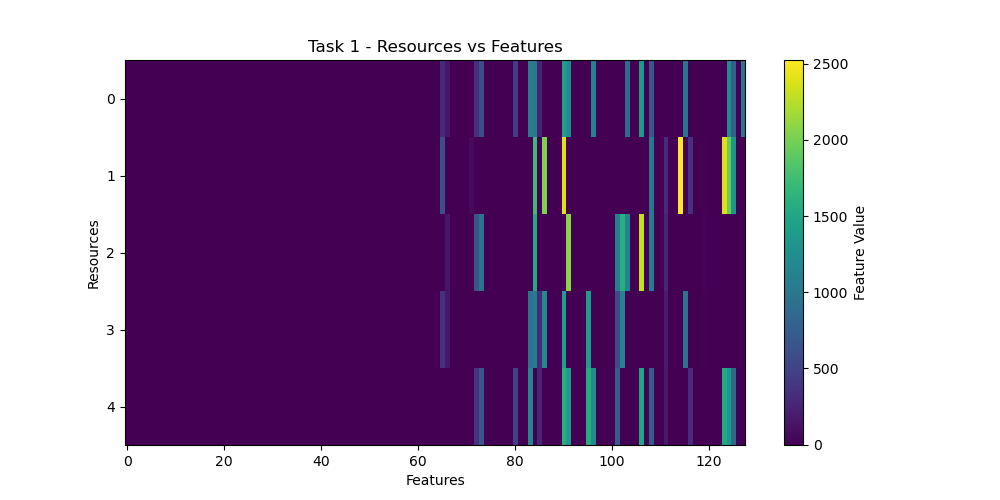 Task 1 - Resources vs Features
Resources
0
1
2
3
4
0 20 40 60 80 100 120
Features
2500
2000
1500
1000
500
0
Feature Value